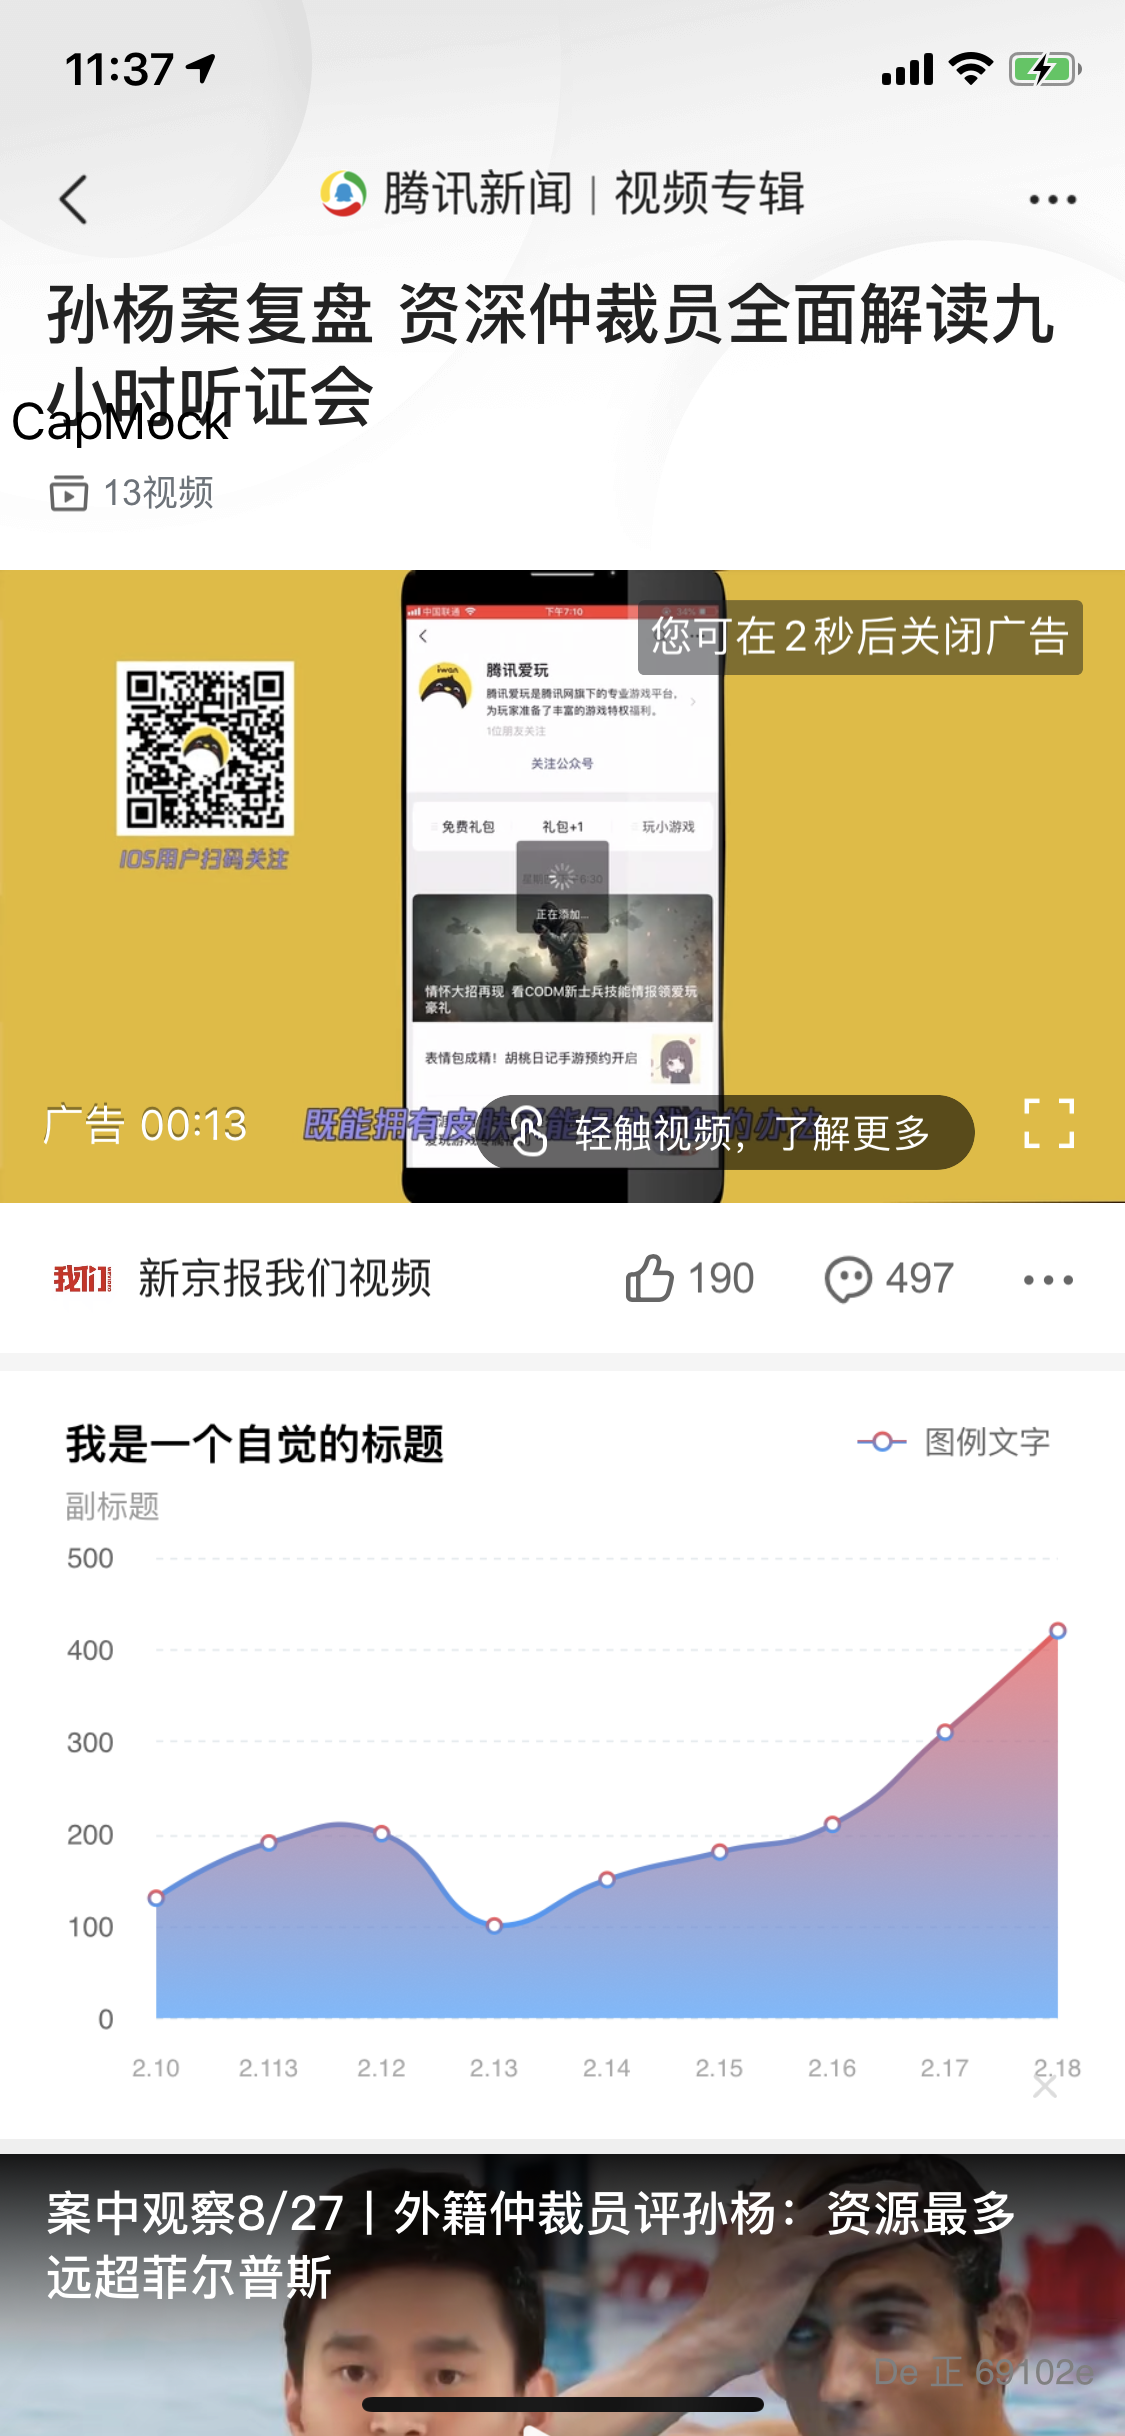 11:37
腾讯新闻 | 视频专辑
孙杨案复盘 资深仲裁员全面解读九
小时听证会
CapMock
13视频
中国联通
下午7:10
34%
您可在2秒后关闭广告
iwan
腾讯爱玩
腾讯爱玩是腾讯网旗下的专业游戏平台，
为玩家准备了丰富的游戏特权福利。
1位朋友关注
关注公众号
免费礼包
礼包+1
玩小游戏
IOS用户扫码关注
正在添加...
情怀大招再现 看CODM新士兵技能情报领爱玩
豪礼
表情包成精！胡桃日记手游预约开启
广告 00:13
既能拥有皮肤
轻触视频，了解更多
我们
新京报我们视频
190
497
我是一个自觉的标题
图例文字
副标题
500
400
300
200
100
0
2.10
2.113
2.12
2.13
2.14
2.15
2.16
2.17
2.18
案中观察8/27丨外籍仲裁员评孙杨：资源最多
远超菲尔普斯
De 正 69102e